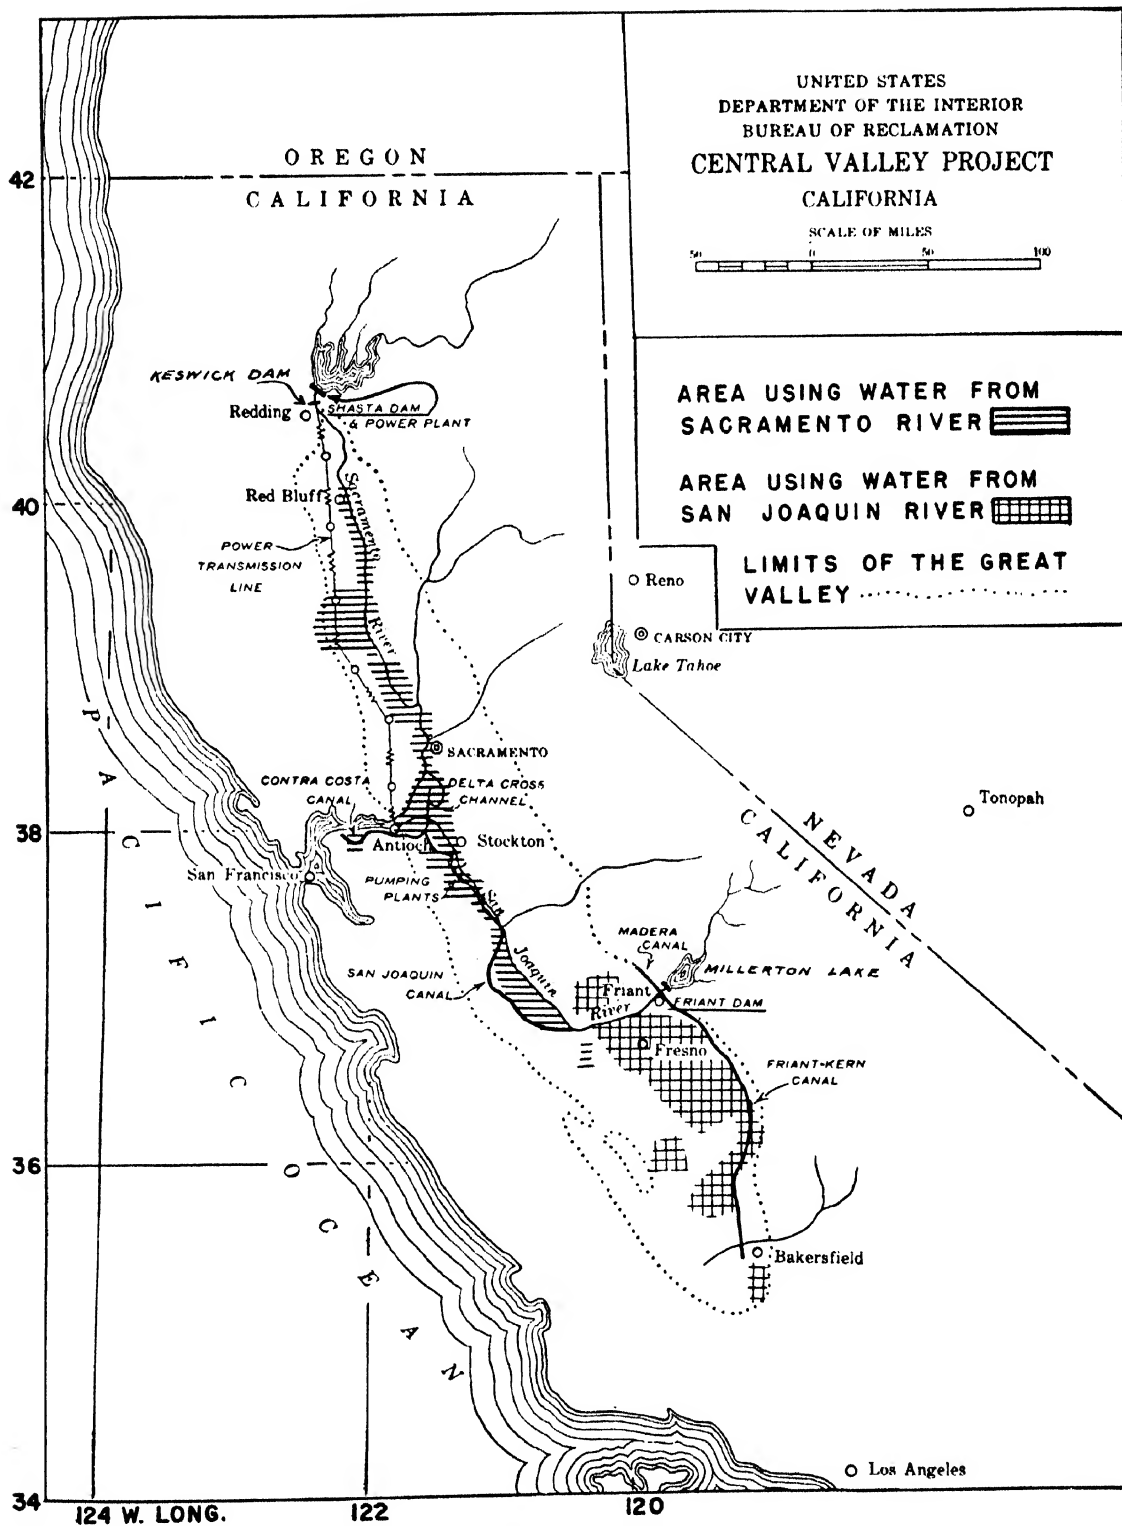 UNITED STATES
DEPARTMENT OF THE INTERIOR
BUREAU OF RECLAMATION
CENTRAL VALLEY PROJECT
CALIFORNIA
SCALE OF MILES
50 0 50 100
AREA USING WATER FROM
SACRAMENTO RIVER
AREA USING WATER FROM
SAN JOAQUIN RIVER
LIMITS OF THE GREAT
VALLEY
OREGON
42
CALIFORNIA
KESWICK DAM
Redding
SHASTA DAM
& POWER PLANT
Red Bluff
Sacramento
River
40
POWER
TRANSMISSION
LINE
Reno
CARSON CITY
Lake Tahoe
SACRAMENTO
CONTRA COSTA
CANAL
DELTA CROSS
CHANNEL
Tonopah
NEVADA
CALIFORNIA
38
Antioch
Stockton
San Francisco
PUMPING
PLANTS
San
Joaquin
River
MADERA
CANAL
SAN JOAQUIN
CANAL
MILLERTON LAKE
Friant
FRIANT DAM
Fresno
FRIANT-KERN
CANAL
PACIFIC OCEAN
36
Bakersfield
Los Angeles
34
124 W. LONG. 122 120